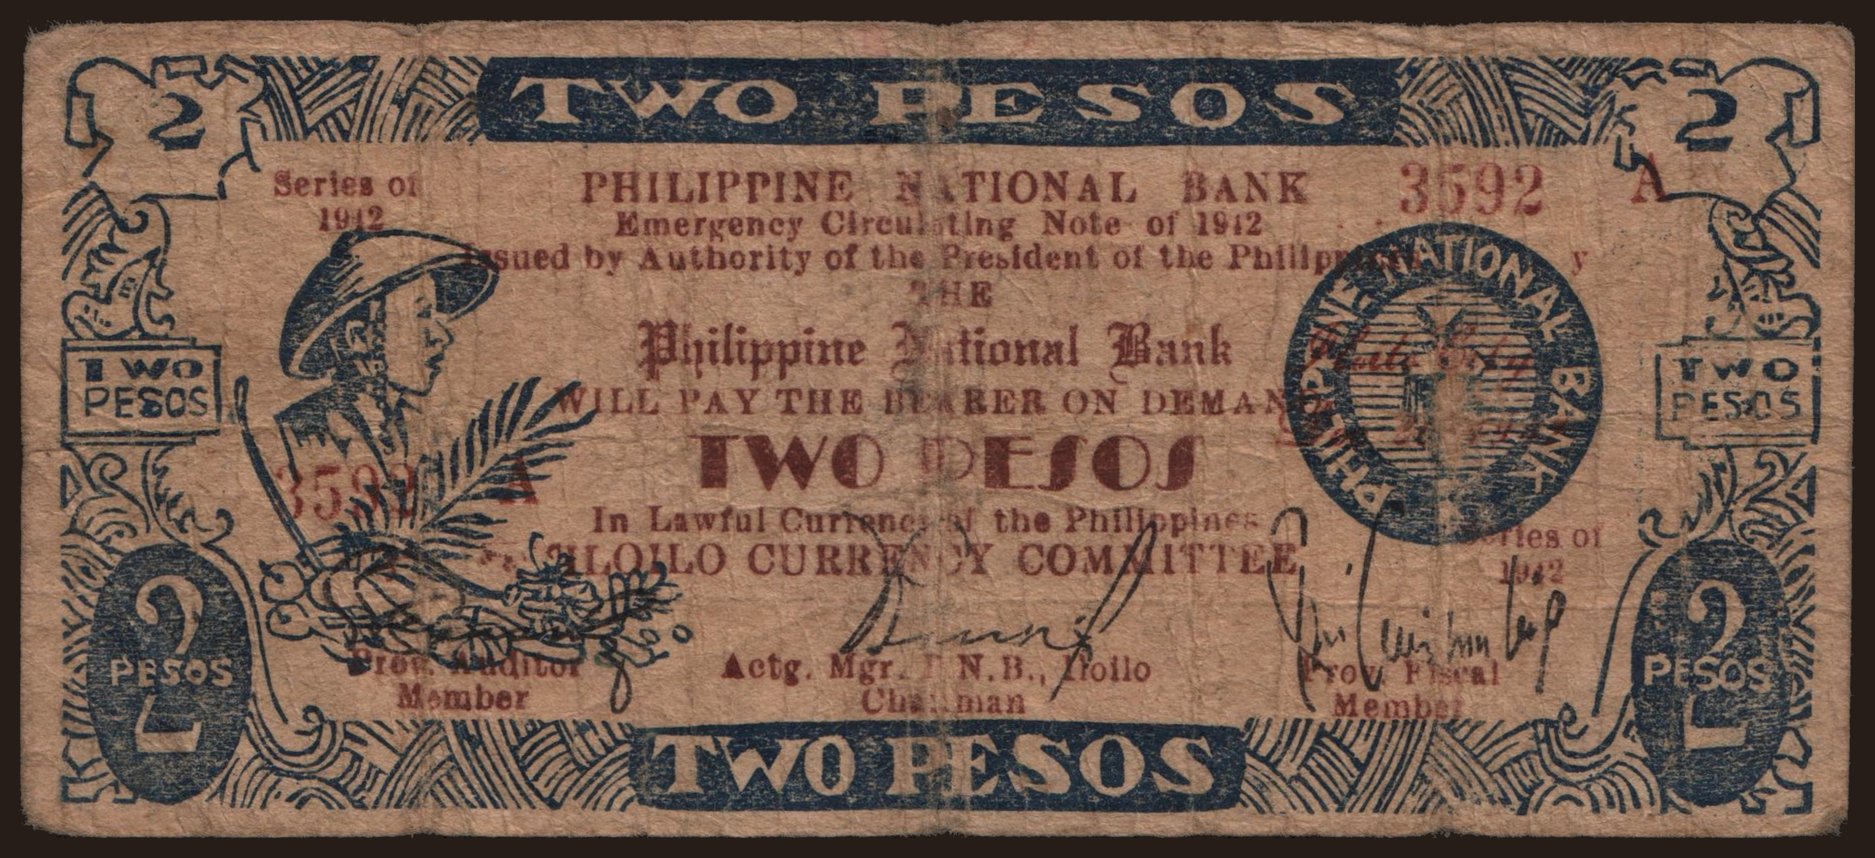 TWO PESOS
2
2
Series of
1942
PHILIPPINE NATIONAL BANK
3592 A
Emergency Circulating Note of 1942
Issued by Authority of the President of the Philippines
THE
Philippine National Bank
WILL PAY THE BEARER ON DEMAND
TWO PESOS
In Lawful Currency of the Philippines
ILOILO CURRENCY COMMITTEE
TWO
PESOS
TWO
PESOS
PHILIPPINE NATIONAL BANK
3592 A
Series of
1942
Prov. Auditor
Member
Actg. Mgr. P.N.B., Iloilo
Chairman
Prov. Fiscal
Member
2
PESOS
2
PESOS
TWO PESOS